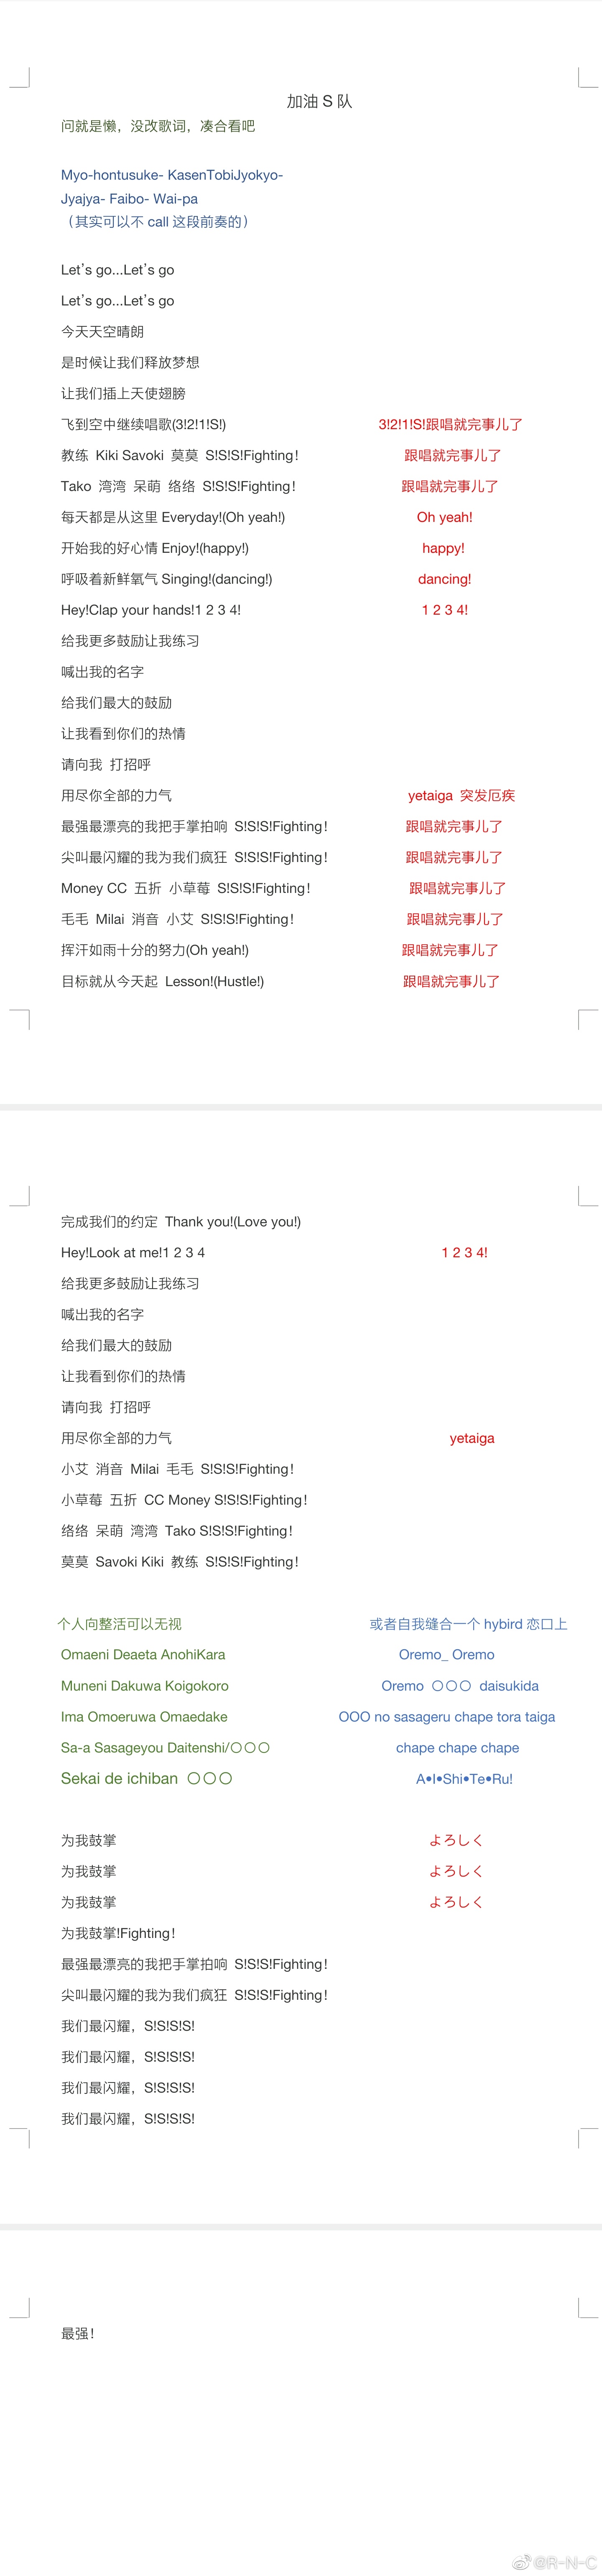 加油 S 队
问就是懒，没改歌词，凑合看吧
Myo-hontusuke- KasenTobiJyokyo-
Jyajya- Faibo- Wai-pa
（其实可以不 call 这段前奏的）
Let's go...Let's go
Let's go...Let's go
今天天空晴朗
是时候让我们释放梦想
让我们插上天使翅膀
飞到空中继续唱歌(3!2!1!S!) 3!2!1!S!跟唱就完事儿了
教练 Kiki Savoki 莫莫 S!S!S!Fighting！ 跟唱就完事儿了
Tako 湾湾 呆萌 络络 S!S!S!Fighting！ 跟唱就完事儿了
每天都是从这里 Everyday!(Oh yeah!) Oh yeah!
开始我的好心情 Enjoy!(happy!) happy!
呼吸着新鲜氧气 Singing!(dancing!) dancing!
Hey!Clap your hands!1 2 3 4! 1 2 3 4!
给我更多鼓励让我练习
喊出我的名字
给我们最大的鼓励
让我看到你们的热情
请向我 打招呼
用尽你全部的力气 yetaiga 突发厄疾
最强最漂亮的我把手掌拍响 S!S!S!Fighting！ 跟唱就完事儿了
尖叫最闪耀的我为我们疯狂 S!S!S!Fighting！ 跟唱就完事儿了
Money CC 五折 小草莓 S!S!S!Fighting！ 跟唱就完事儿了
毛毛 Milai 消音 小艾 S!S!S!Fighting！ 跟唱就完事儿了
挥汗如雨十分的努力(Oh yeah!) 跟唱就完事儿了
目标就从今天起 Lesson!(Hustle!) 跟唱就完事儿了
完成我们的约定 Thank you!(Love you!)
Hey!Look at me!1 2 3 4 1 2 3 4!
给我更多鼓励让我练习
喊出我的名字
给我们最大的鼓励
让我看到你们的热情
请向我 打招呼
用尽你全部的力气 yetaiga
小艾 消音 Milai 毛毛 S!S!S!Fighting！
小草莓 五折 CC Money S!S!S!Fighting！
络络 呆萌 湾湾 Tako S!S!S!Fighting！
莫莫 Savoki Kiki 教练 S!S!S!Fighting！
个人向整活可以无视 或者自我缝合一个 hybird 恋口上
Omaeni Deaeta AnohiKara Oremo_ Oremo
Muneni Dakuwa Koigokoro Oremo 〇〇〇 daisukida
Ima Omoeruwa Omaedake OOO no sasageru chape tora taiga
Sa-a Sasageyou Daitenshi/〇〇〇 chape chape chape
Sekai de ichiban 〇〇〇 A•I•Shi•Te•Ru!
为我鼓掌 よろしく
为我鼓掌 よろしく
为我鼓掌 よろしく
为我鼓掌!Fighting！
最强最漂亮的我把手掌拍响 S!S!S!Fighting！
尖叫最闪耀的我为我们疯狂 S!S!S!Fighting！
我们最闪耀，S!S!S!S!
我们最闪耀，S!S!S!S!
我们最闪耀，S!S!S!S!
我们最闪耀，S!S!S!S!
最强！
@R-N-C